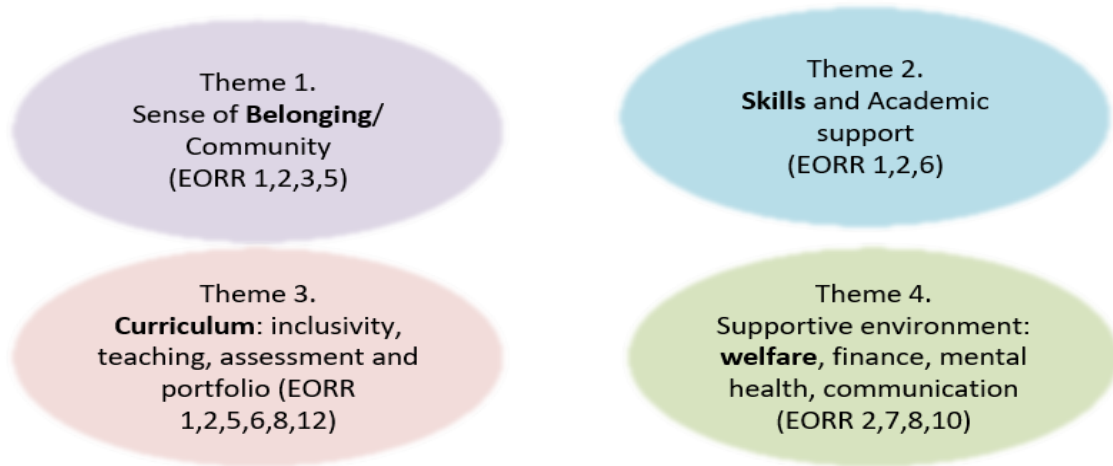 Theme 1.
Sense of Belonging/
Community
(EORR 1,2,3,5)
Theme 2.
Skills and Academic
support
(EORR 1,2,6)
Theme 3.
Curriculum: inclusivity,
teaching, assessment and
portfolio (EORR
1,2,5,6,8,12)
Theme 4.
Supportive environment:
welfare, finance, mental
health, communication
(EORR 2,7,8,10)